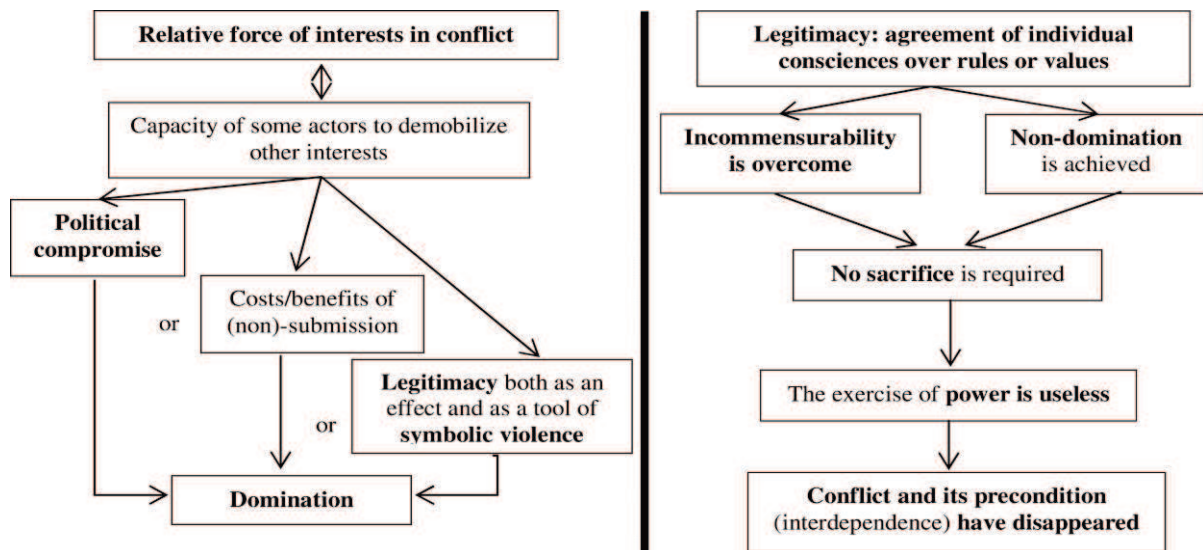 Relative force of interests in conflict
Capacity of some actors to demobilize
other interests
Political
compromise
or
Costs/benefits of
(non)-submission
or
Legitimacy both as an
effect and as a tool of
symbolic violence
Domination
Legitimacy: agreement of individual
consciences over rules or values
Incommensurability
is overcome
Non-domination
is achieved
No sacrifice is required
The exercise of power is useless
Conflict and its precondition
(interdependence) have disappeared